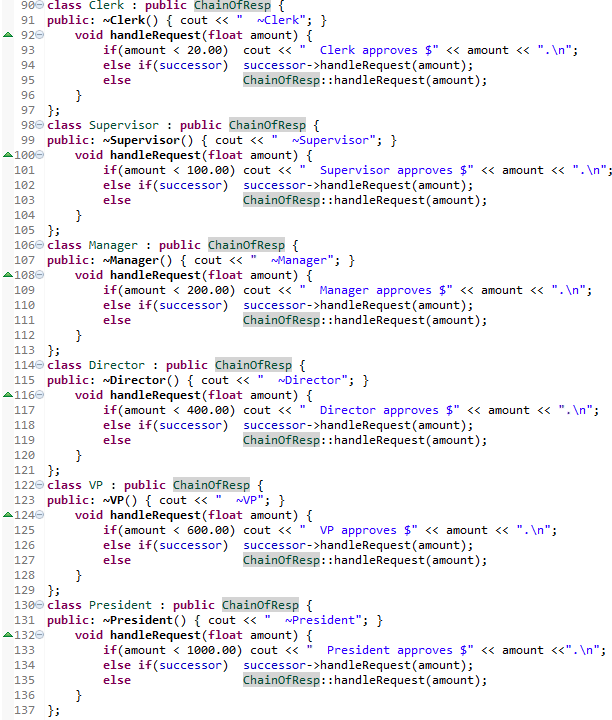 90 class Clerk : public ChainOfResp {
91 public: ~Clerk() { cout << "  ~Clerk"; }
92     void handleRequest(float amount) {
93         if(amount < 20.00)  cout << "  Clerk approves $" << amount << ".\n";
94         else if(successor)  successor->handleRequest(amount);
95         else                ChainOfResp::handleRequest(amount);
96     }
97 };
98 class Supervisor : public ChainOfResp {
99 public: ~Supervisor() { cout << "  ~Supervisor"; }
100     void handleRequest(float amount) {
101         if(amount < 100.00) cout << "  Supervisor approves $" << amount << ".\n";
102         else if(successor)  successor->handleRequest(amount);
103         else                ChainOfResp::handleRequest(amount);
104     }
105 };
106 class Manager : public ChainOfResp {
107 public: ~Manager() { cout << "  ~Manager"; }
108     void handleRequest(float amount) {
109         if(amount < 200.00) cout << "  Manager approves $" << amount << ".\n";
110         else if(successor)  successor->handleRequest(amount);
111         else                ChainOfResp::handleRequest(amount);
112     }
113 };
114 class Director : public ChainOfResp {
115 public: ~Director() { cout << "  ~Director"; }
116     void handleRequest(float amount) {
117         if(amount < 400.00) cout << "  Director approves $" << amount << ".\n";
118         else if(successor)  successor->handleRequest(amount);
119         else                ChainOfResp::handleRequest(amount);
120     }
121 };
122 class VP : public ChainOfResp {
123 public: ~VP() { cout << "  ~VP"; }
124     void handleRequest(float amount) {
125         if(amount < 600.00) cout << "  VP approves $" << amount << ".\n";
126         else if(successor)  successor->handleRequest(amount);
127         else                ChainOfResp::handleRequest(amount);
128     }
129 };
130 class President : public ChainOfResp {
131 public: ~President() { cout << "  ~President"; }
132     void handleRequest(float amount) {
133         if(amount < 1000.00) cout << "  President approves $" << amount <<".\n";
134         else if(successor)  successor->handleRequest(amount);
135         else                ChainOfResp::handleRequest(amount);
136     }
137 };